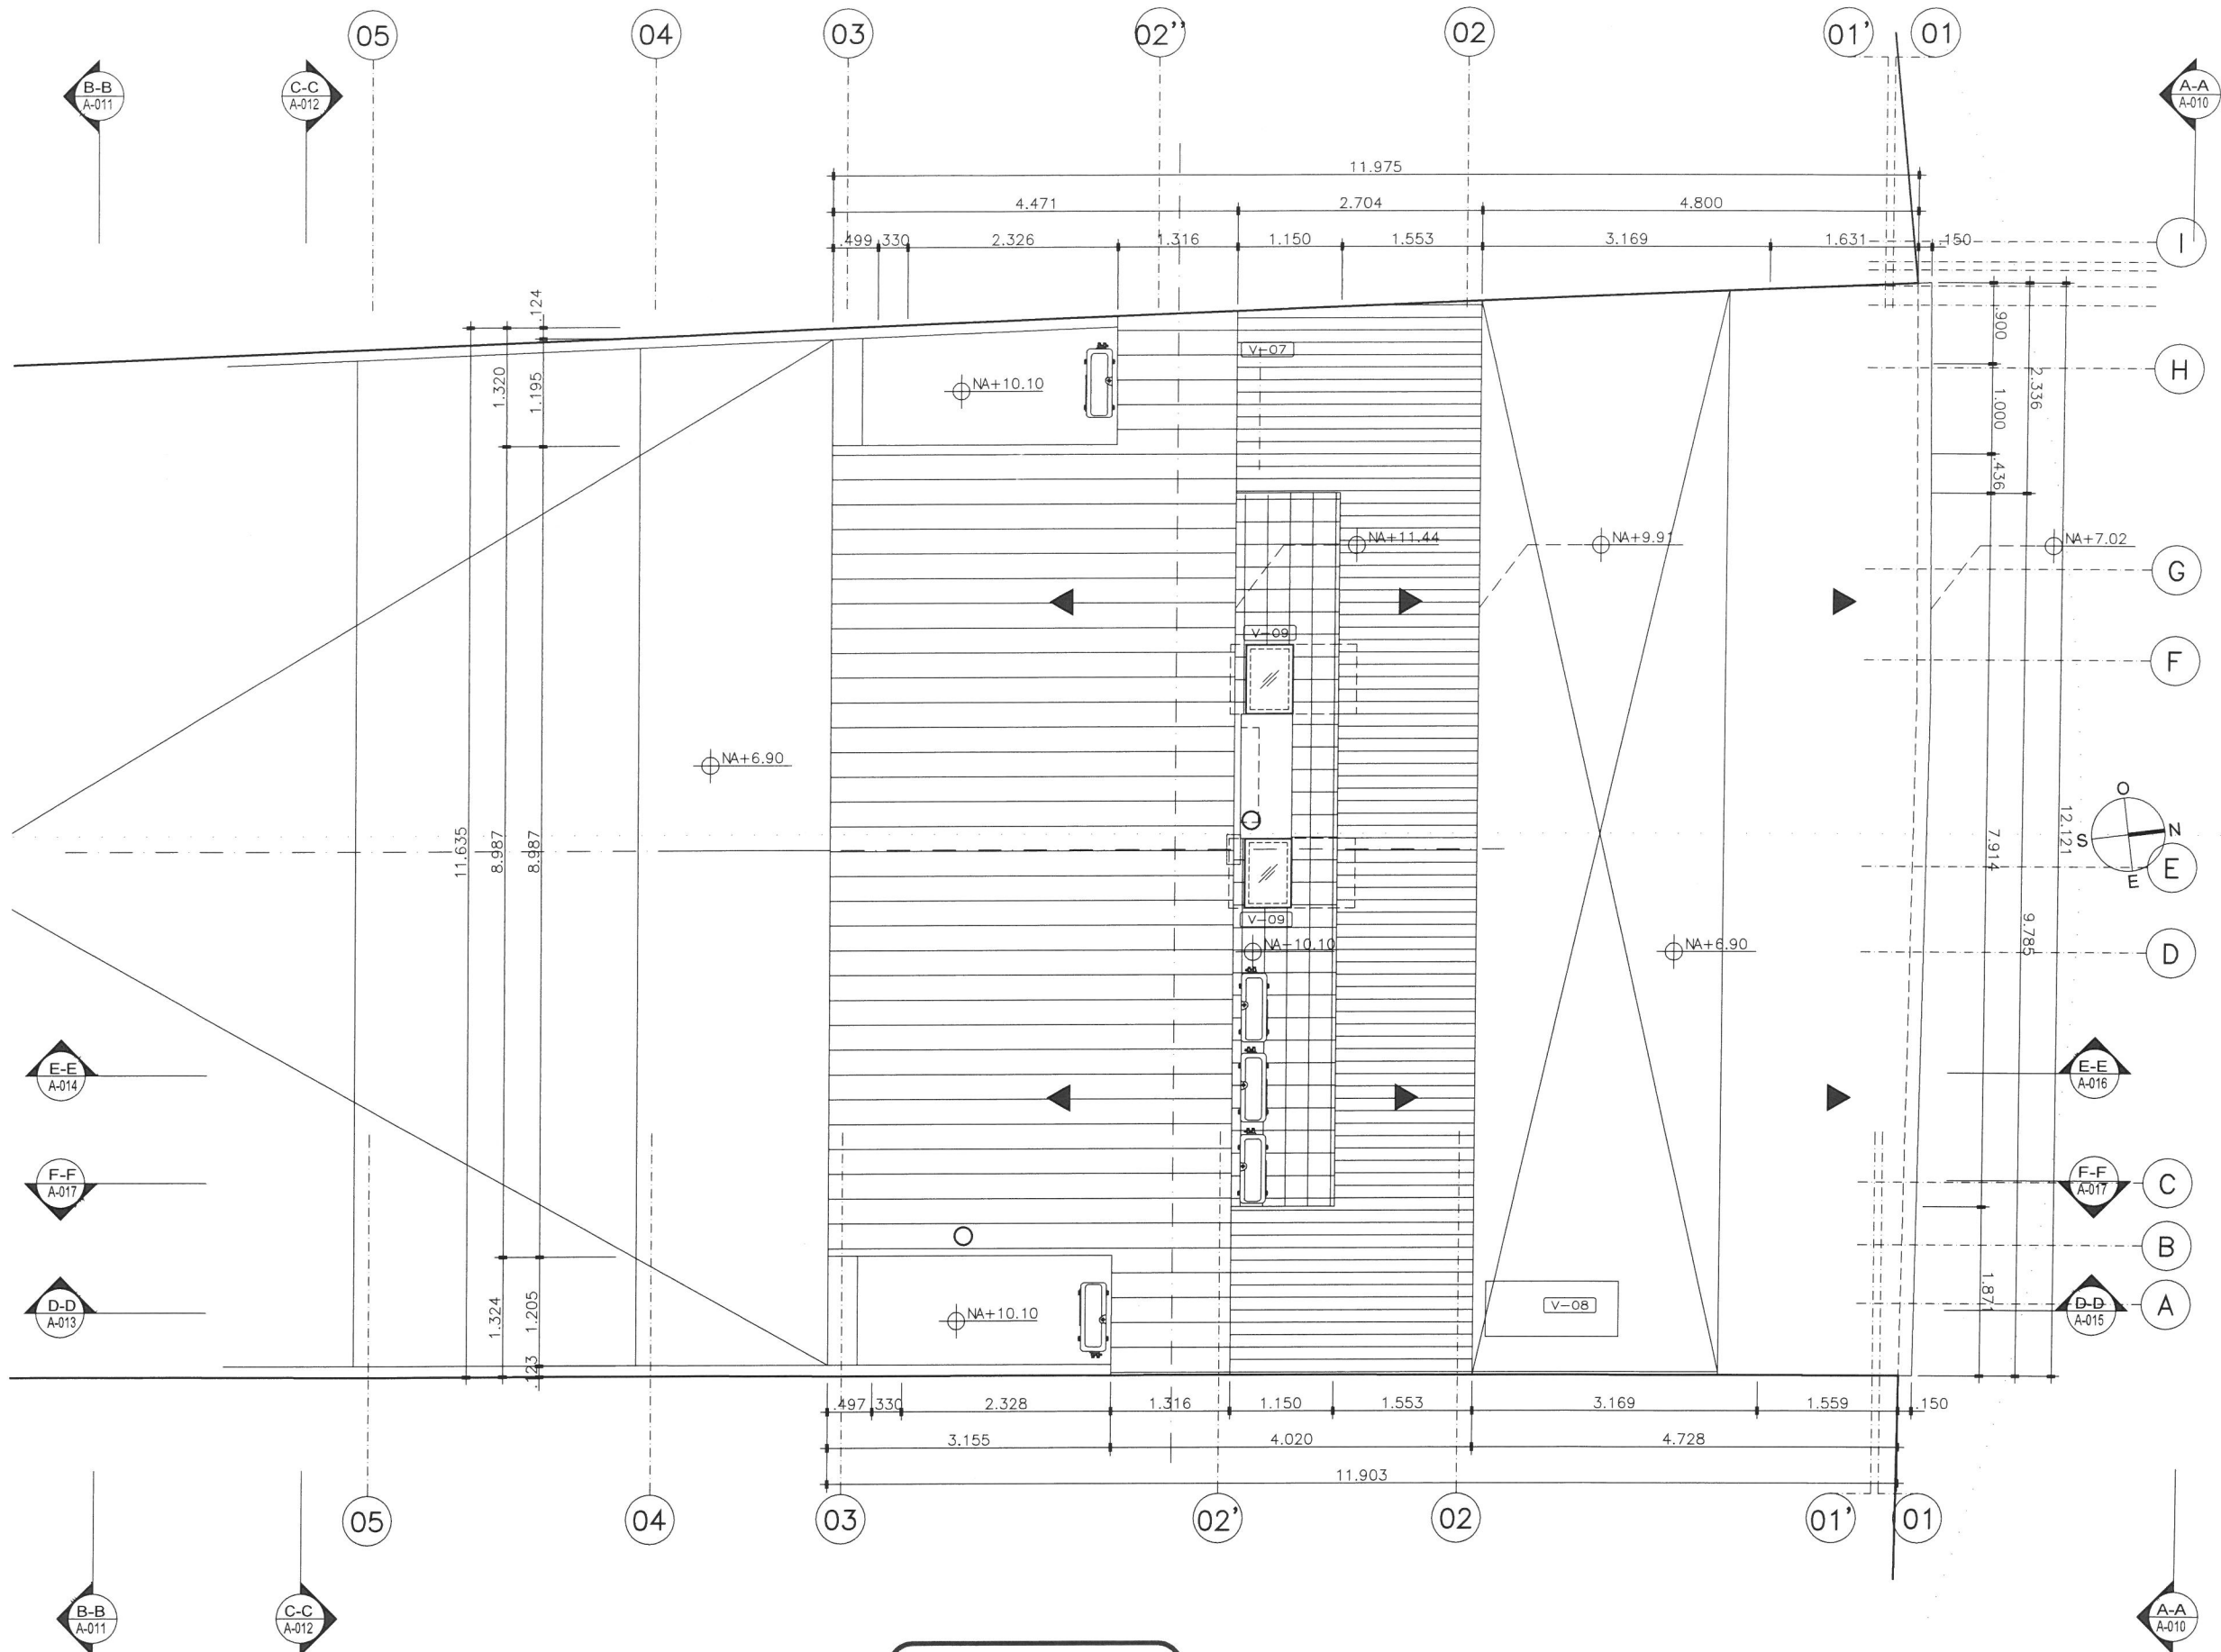 05
04
03
02''
02
01'
01
B-B
A-011
C-C
A-012
A-A
A-010
11.975
4.471
2.704
4.800
.499
.330
2.326
1.316
1.150
1.553
3.169
1.631
.150
I
.124
1.320
1.195
.900
2.336
1.000
.436
H
V-07
NA+10.10
NA+11.44
NA+9.91
NA+7.02
G
V-09
F
NA+6.90
11.635
8.987
8.987
7.914
12.121
9.785
O
N
S
E
E
V-09
NA-10.10
NA+6.90
D
E-E
A-014
E-E
A-016
F-F
A-017
F-F
A-017
C
B
D-D
A-013
1.324
1.205
.123
NA+10.10
V-08
1.871
D-D
A-015
A
.497
.330
2.328
1.316
1.150
1.553
3.169
1.559
.150
3.155
4.020
4.728
11.903
05
04
03
02'
02
01'
01
B-B
A-011
C-C
A-012
A-A
A-010